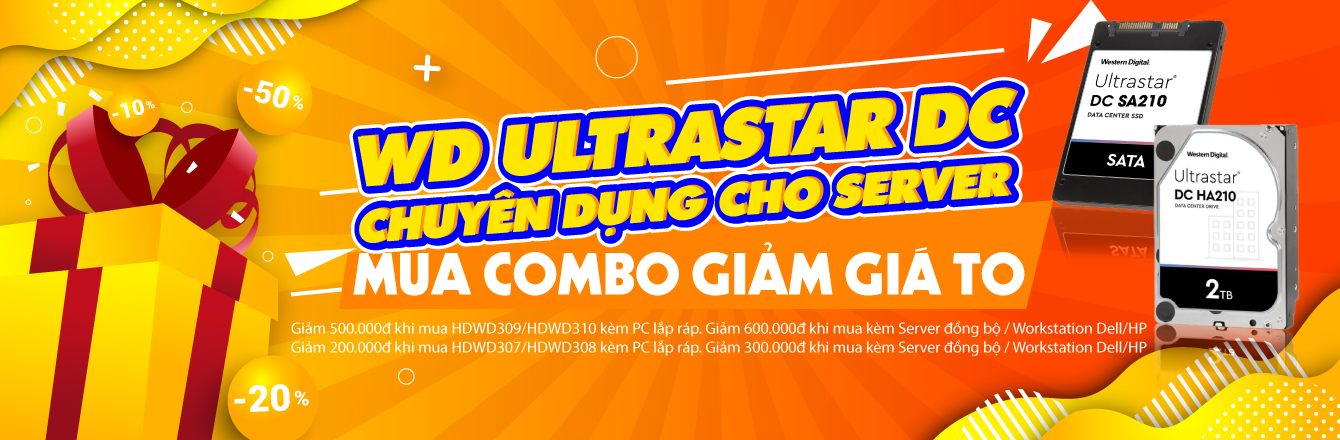 -50%
-10%
WD ULTRASTAR DC
CHUYÊN DỤNG CHO SERVER
MUA COMBO GIẢM GIÁ TO
Giảm 500.000đ khi mua HDWD309/HDWD310 kèm PC lắp ráp. Giảm 600.000đ khi mua kèm Server đồng bộ / Workstation Dell/HP
Giảm 200.000đ khi mua HDWD307/HDWD308 kèm PC lắp ráp. Giảm 300.000đ khi mua kèm Server đồng bộ / Workstation Dell/HP
-20%
Western Digital.
Ultrastar®
DC SA210
DATA CENTER SSD
SATA
Western Digital.
Ultrastar®
DC HA210
DATA CENTER DRIVE
2TB